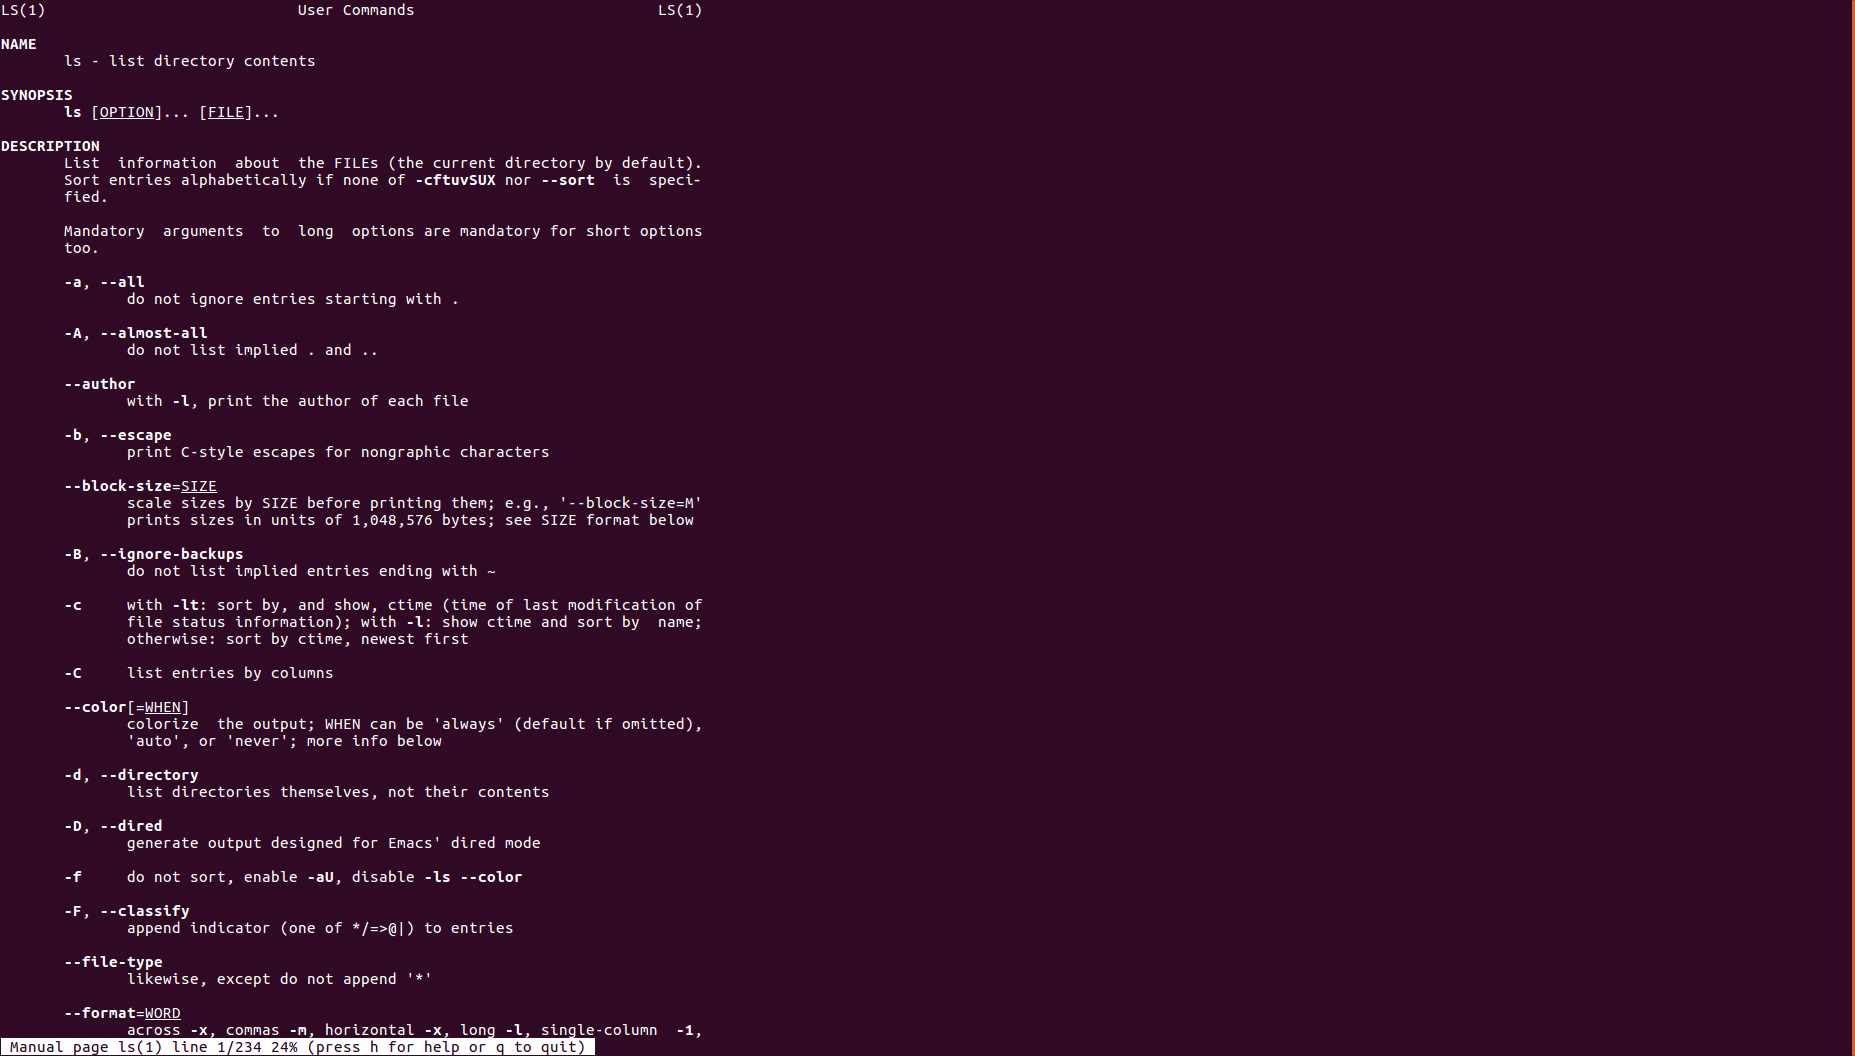 LS(1)                            User Commands                           LS(1)

NAME
       ls - list directory contents

SYNOPSIS
       ls [OPTION]... [FILE]...

DESCRIPTION
       List  information  about  the FILEs (the current directory by default).
       Sort entries alphabetically if none of -cftuvSUX nor --sort  is  speci-
       fied.

       Mandatory  arguments  to  long  options are mandatory for short options
       too.

       -a, --all
              do not ignore entries starting with .

       -A, --almost-all
              do not list implied . and ..

       --author
              with -l, print the author of each file

       -b, --escape
              print C-style escapes for nongraphic characters

       --block-size=SIZE
              scale sizes by SIZE before printing them; e.g., '--block-size=M'
              prints sizes in units of 1,048,576 bytes; see SIZE format below

       -B, --ignore-backups
              do not list implied entries ending with ~

       -c     with -lt: sort by, and show, ctime (time of last modification of
              file status information); with -l: show ctime and sort by  name;
              otherwise: sort by ctime, newest first

       -C     list entries by columns

       --color[=WHEN]
              colorize  the output; WHEN can be 'always' (default if omitted),
              'auto', or 'never'; more info below

       -d, --directory
              list directories themselves, not their contents

       -D, --dired
              generate output designed for Emacs' dired mode

       -f     do not sort, enable -aU, disable -ls --color

       -F, --classify
              append indicator (one of */=>@|) to entries

       --file-type
              likewise, except do not append '*'

       --format=WORD
              across -x, commas -m, horizontal -x, long -l, single-column  -1,
 Manual page ls(1) line 1/234 24% (press h for help or q to quit)